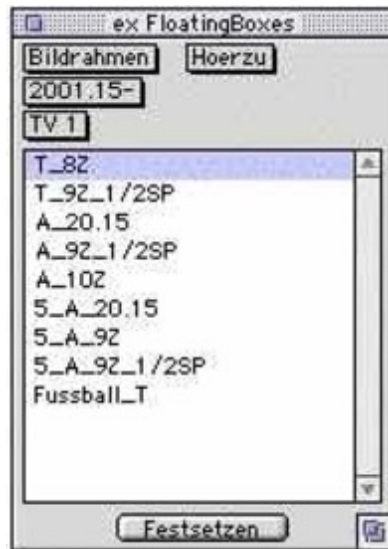 ex FloatingBoxes
Bildrahmen Hoerzu
2001.15-
TV 1
T_8Z
T_9Z_1/2SP
A_20.15
A_9Z_1/2SP
A_10Z
5_A_20.15
5_A_9Z
5_A_9Z_1/2SP
Fussball_T
Festsetzen